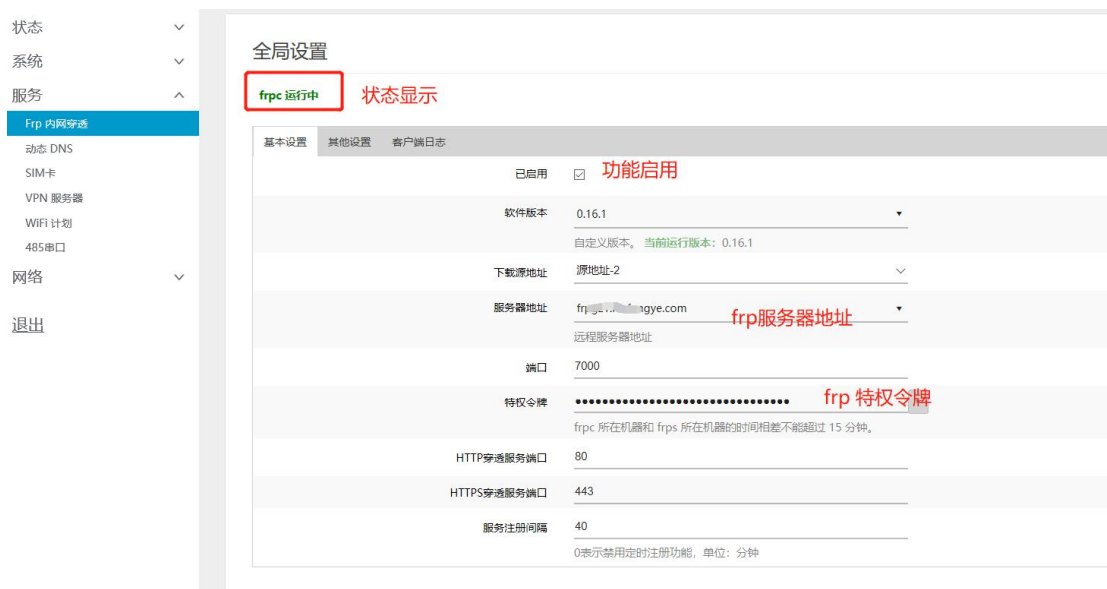 状态
系统
服务
Frp 内网穿透
动态 DNS
SIM卡
VPN 服务器
WiFi 计划
485串口
网络
退出
全局设置
frpc 运行中 状态显示
基本设置 其他设置 客户端日志
已启用 功能启用
软件版本 0.16.1
自定义版本。 当前运行版本：0.16.1
下载源地址 源地址-2
服务器地址 gye.com frp服务器地址
远程服务器地址
端口 7000
特权令牌 •••••••••••••••••••••••••••••••• frp 特权令牌
frpc 所在机器和 frps 所在机器的时间相差不能超过 15 分钟。
HTTP穿透服务端口 80
HTTPS穿透服务端口 443
服务注册间隔 40
0表示禁用定时注册功能，单位：分钟